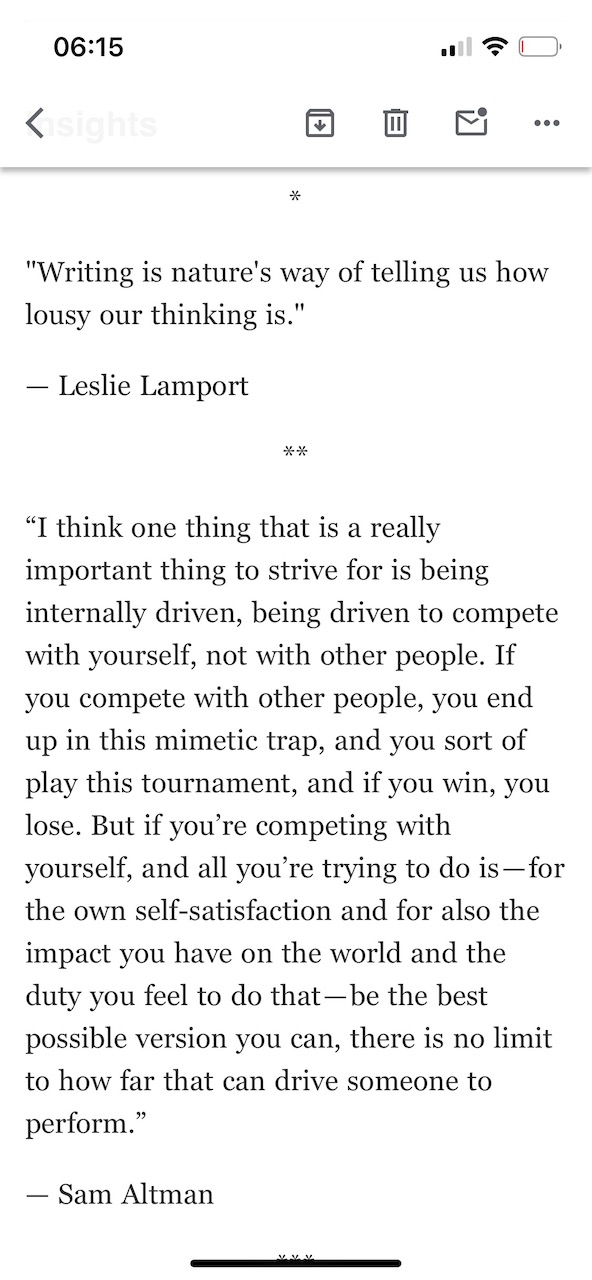 06:15
Insights
*
"Writing is nature's way of telling us how
lousy our thinking is."
— Leslie Lamport
**
“I think one thing that is a really
important thing to strive for is being
internally driven, being driven to compete
with yourself, not with other people. If
you compete with other people, you end
up in this mimetic trap, and you sort of
play this tournament, and if you win, you
lose. But if you’re competing with
yourself, and all you’re trying to do is—for
the own self-satisfaction and for also the
impact you have on the world and the
duty you feel to do that—be the best
possible version you can, there is no limit
to how far that can drive someone to
perform.”
— Sam Altman
***